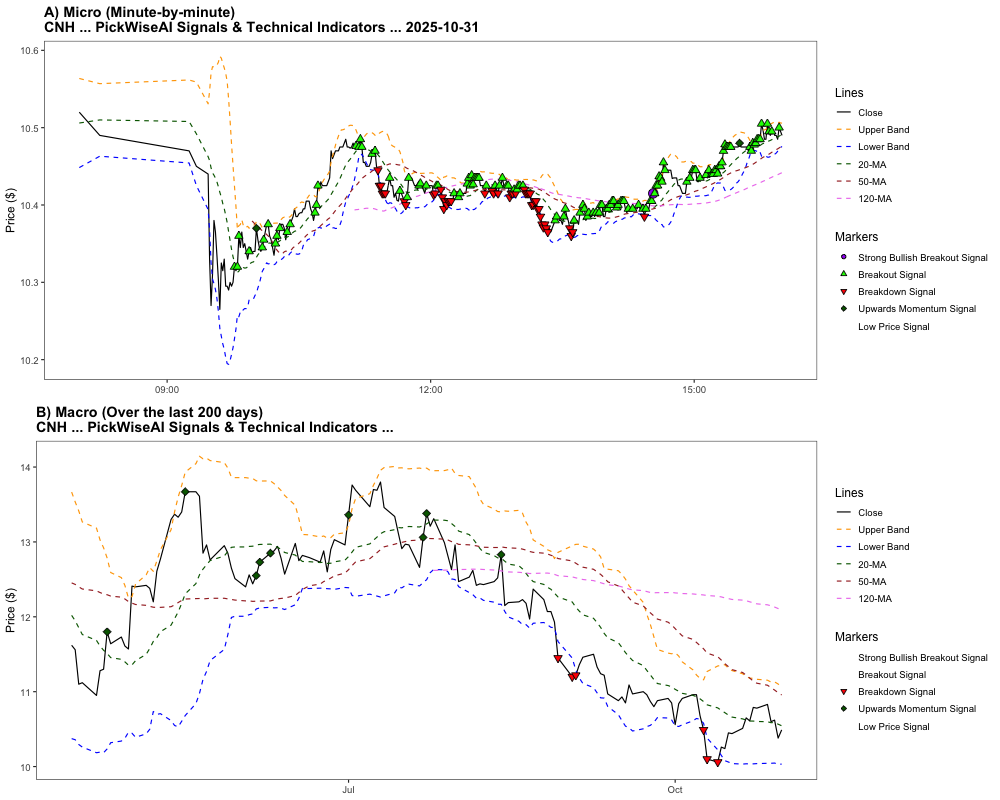 A) Micro (Minute-by-minute)
CNH ... PickWiseAI Signals & Technical Indicators ... 2025-10-31
Price ($)
10.6
10.5
10.4
10.3
10.2
09:00
12:00
15:00
Lines
Close
Upper Band
Lower Band
20-MA
50-MA
120-MA
Markers
Strong Bullish Breakout Signal
Breakout Signal
Breakdown Signal
Upwards Momentum Signal
Low Price Signal
B) Macro (Over the last 200 days)
CNH ... PickWiseAI Signals & Technical Indicators ...
Price ($)
14
13
12
11
10
Jul
Oct
Lines
Close
Upper Band
Lower Band
20-MA
50-MA
120-MA
Markers
Strong Bullish Breakout Signal
Breakout Signal
Breakdown Signal
Upwards Momentum Signal
Low Price Signal